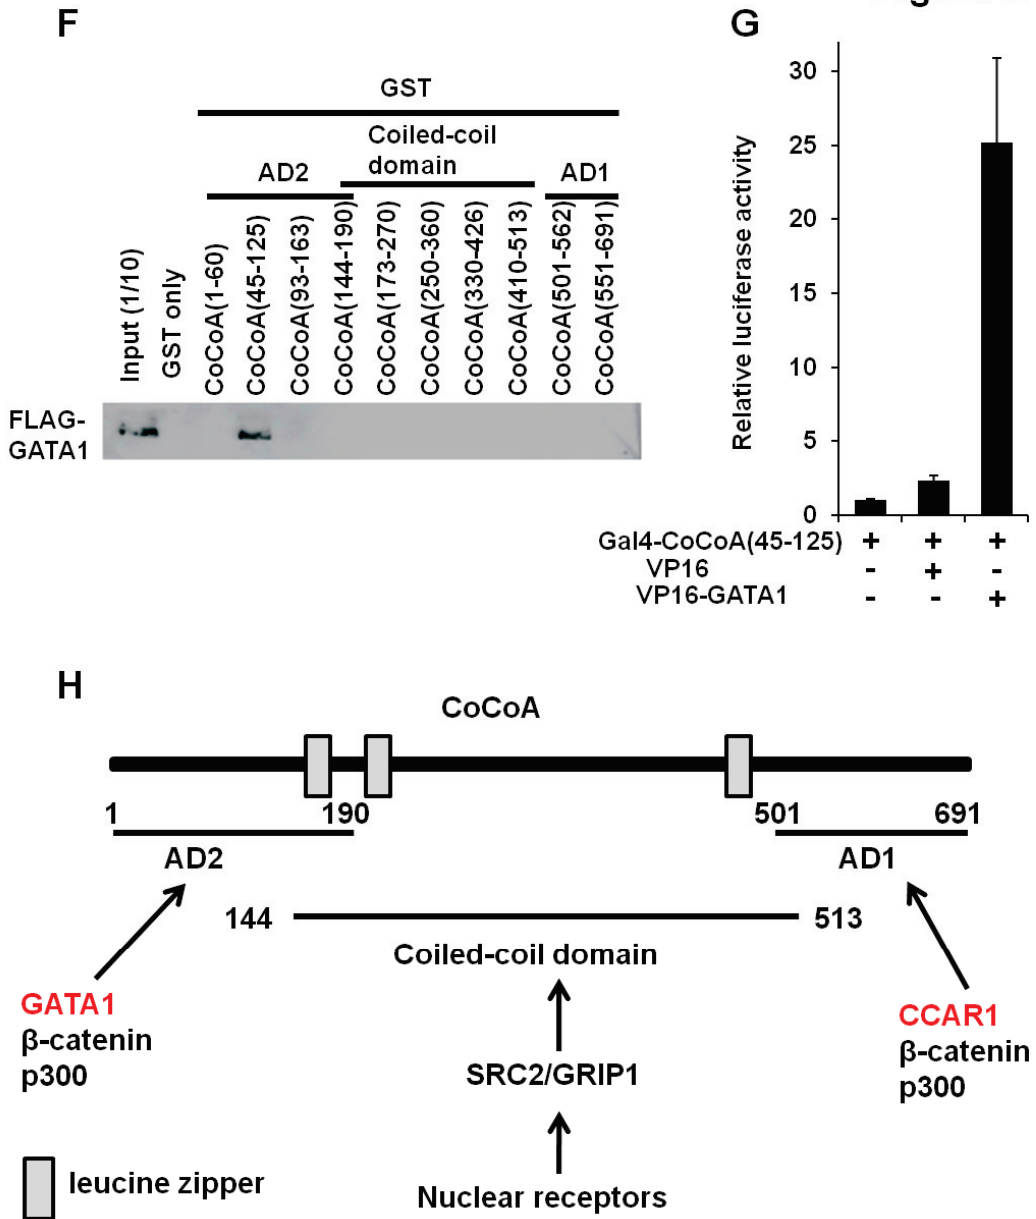 F
GST
Coiled-coil
domain
AD2
AD1
Input (1/10)
GST only
CoCoA(1-60)
CoCoA(45-125)
CoCoA(93-163)
CoCoA(144-190)
CoCoA(173-270)
CoCoA(250-360)
CoCoA(330-426)
CoCoA(410-513)
CoCoA(501-562)
CoCoA(551-691)
FLAG-
GATA1
G
Relative luciferase activity
30
25
20
15
10
5
0
Gal4-CoCoA(45-125) + + +
VP16 - + -
VP16-GATA1 - - +
H
CoCoA
1 190 501 691
AD2 AD1
144 513
Coiled-coil domain
GATA1
β-catenin
p300
CCAR1
β-catenin
p300
SRC2/GRIP1
Nuclear receptors
leucine zipper